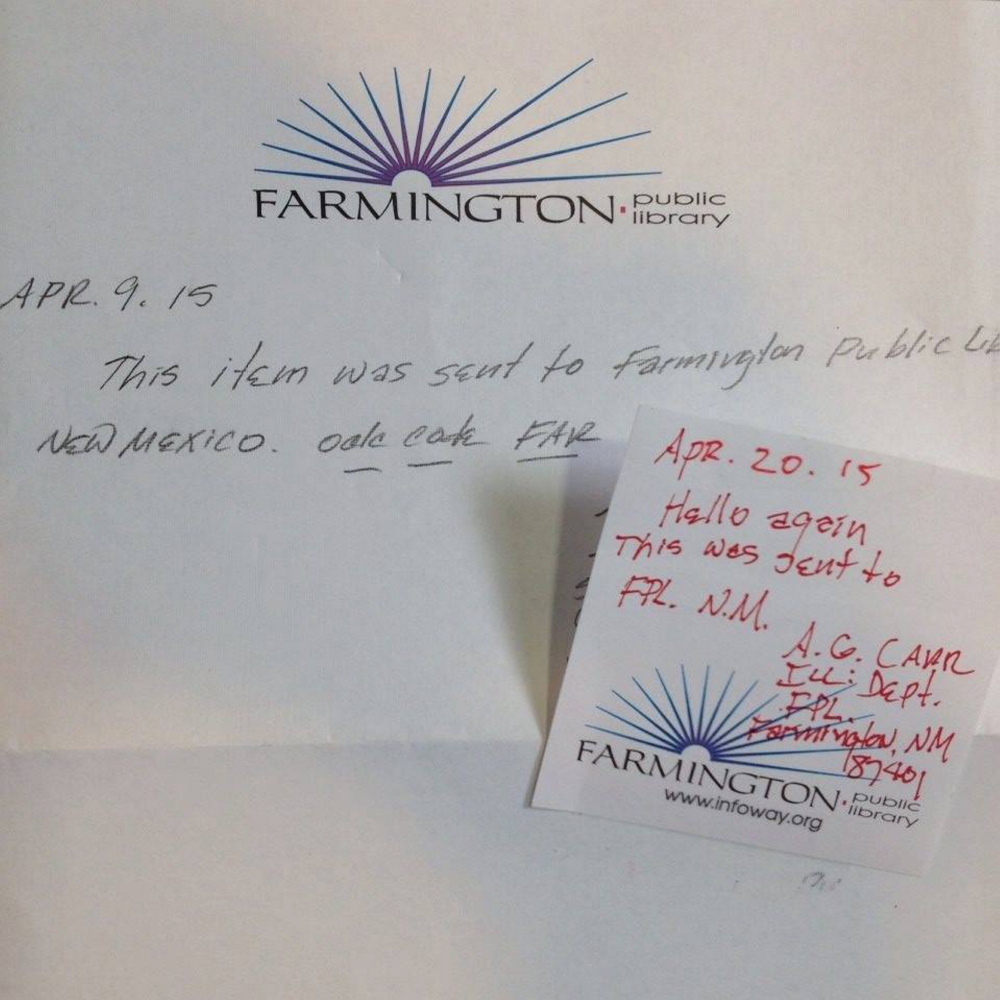 FARMINGTON · public library
APR. 9. 15
This item was sent to Farmington Public Lib
NEW MEXICO. code FAR
APR. 20. 15
Hello again
This was sent to
FPL. N.M.
A.G. CARR
ILL: Dept.
FPL.
Farmington, NM
87401
FARMINGTON · public library
www.infoway.org